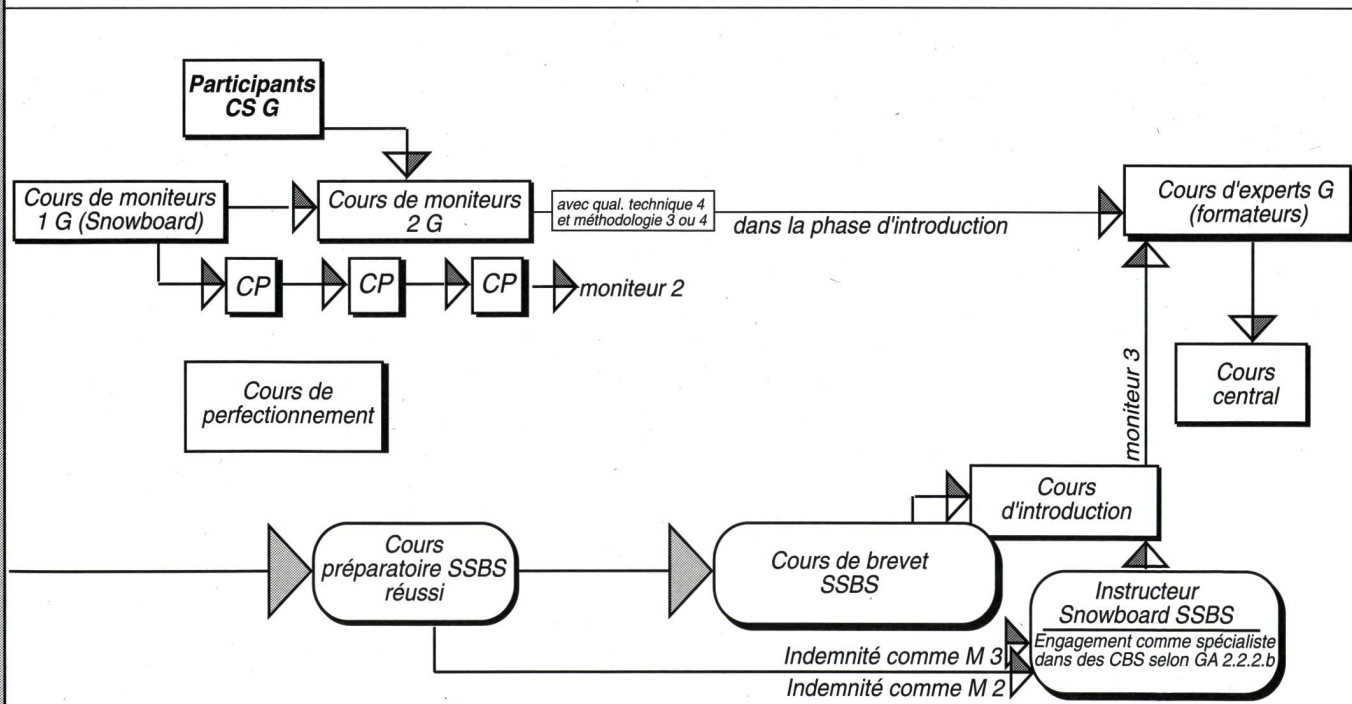 Participants
CS G
Cours de moniteurs
1 G (Snowboard)
Cours de moniteurs
2 G
avec qual. technique 4
et méthodologie 3 ou 4
dans la phase d'introduction
Cours d'experts G
(formateurs)
CP
CP
CP
moniteur 2
Cours de
perfectionnement
moniteur 3
Cours
central
Cours
préparatoire SSBS
réussi
Cours de brevet
SSBS
Cours
d'introduction
Instructeur
Snowboard SSBS
Engagement comme spécialiste
dans des CBS selon GA 2.2.2.b
Indemnité comme M 3
Indemnité comme M 2